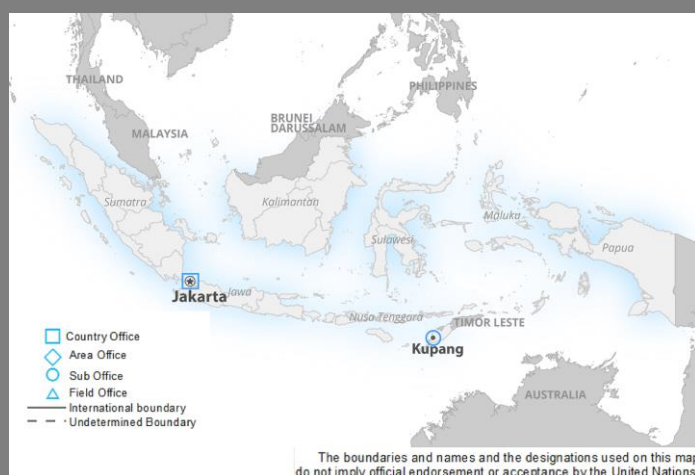 THAILAND
PHILIPPINES
BRUNEI
DARUSSALAM
MALAYSIA
Sumatra
Kalimantan
Maluka
Sulawesi
Papua
Jakarta
Jawa
Nusa Tenggara
TIMOR LESTE
Kupang
Country Office
Area Office
Sub Office
Field Office
International boundary
Undetermined Boundary
AUSTRALIA
The boundaries and names and the designations used on this map
do not imply official endorsement or acceptance by the United Nations.